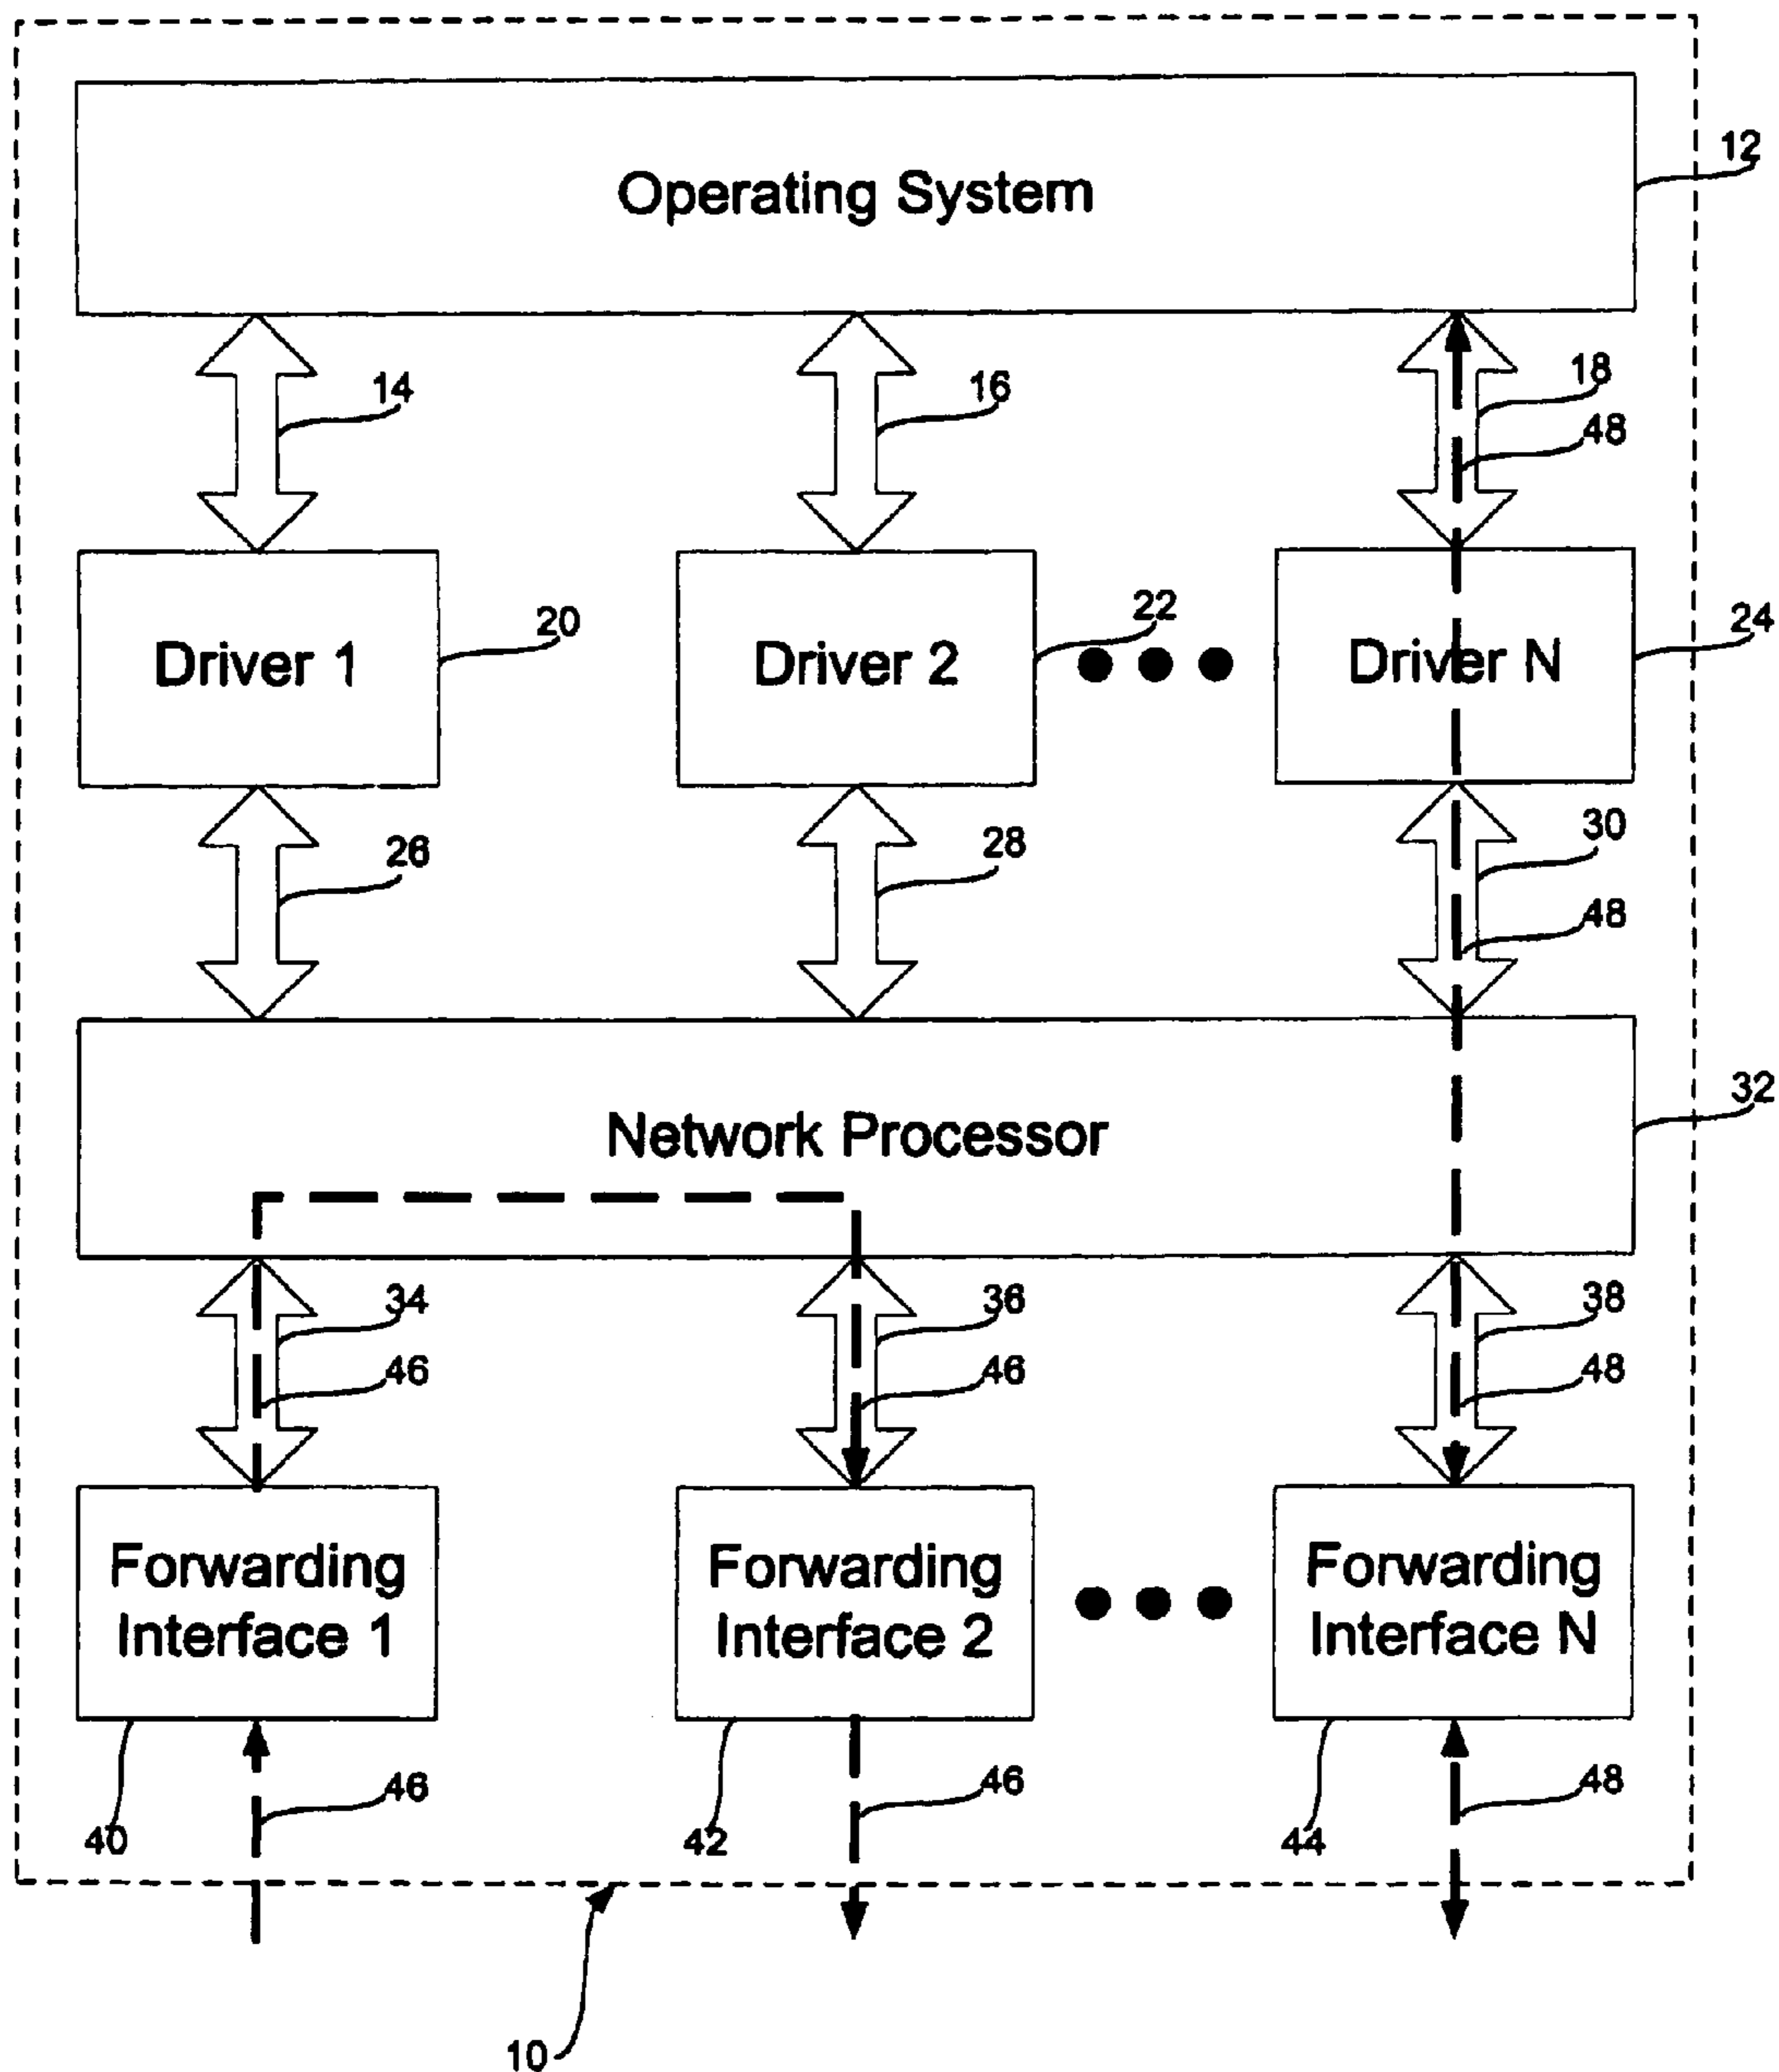 Operating System
12
14
16
18
48
Driver 1
20
Driver 2
22
Driver N
24
26
28
30
48
Network Processor
32
34
36
38
46
46
48
Forwarding
Interface 1
Forwarding
Interface 2
Forwarding
Interface N
40
46
42
46
44
48
10